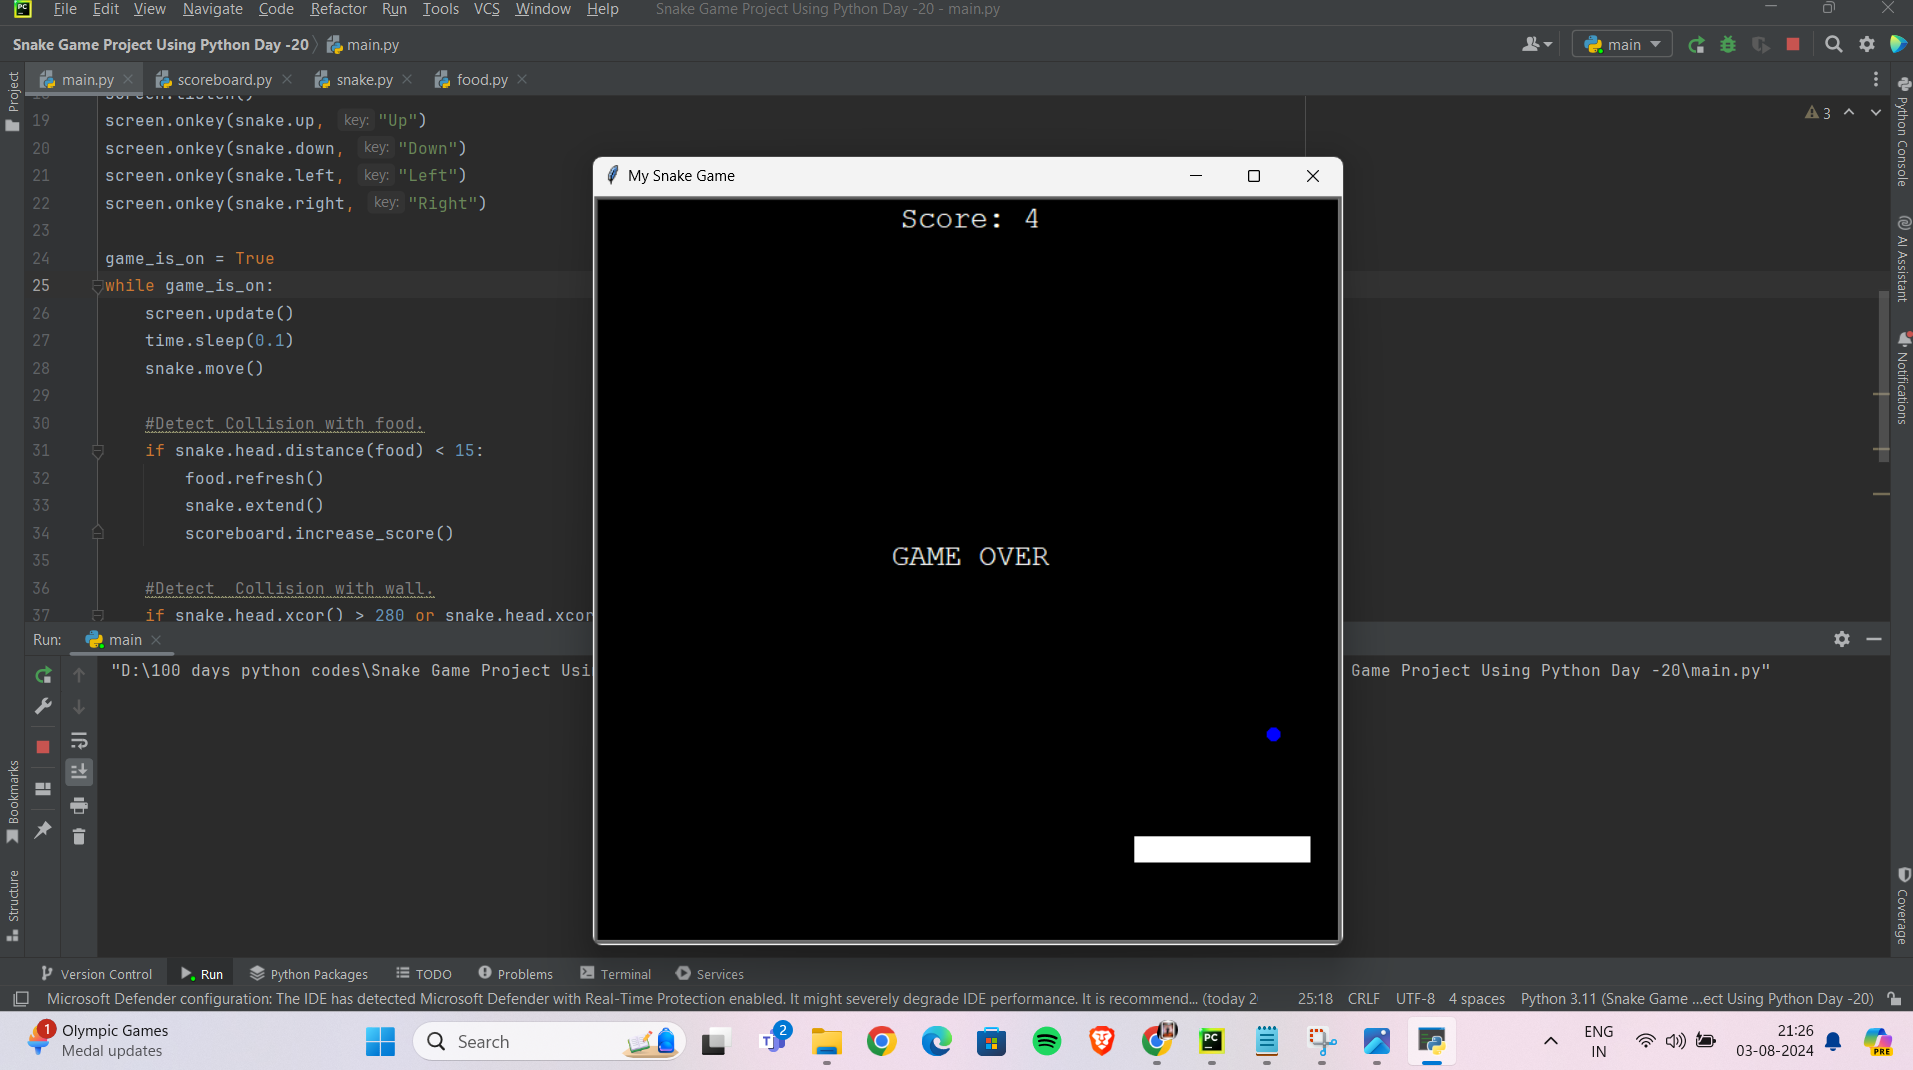 File Edit View Navigate Code Refactor Run Tools VCS Window Help Snake Game Project Using Python Day -20 - main.py
Snake Game Project Using Python Day -20 main.py
main
main.py scoreboard.py snake.py food.py
Project
screen.listen()
19 screen.onkey(snake.up, key: "Up")
3
20 screen.onkey(snake.down, key: "Down")
21 screen.onkey(snake.left, key: "Left")
22 screen.onkey(snake.right, key: "Right")
23
24 game_is_on = True
25 while game_is_on:
26 screen.update()
27 time.sleep(0.1)
28 snake.move()
29
30 #Detect Collision with food.
31 if snake.head.distance(food) < 15:
32 food.refresh()
33 snake.extend()
34 scoreboard.increase_score()
35
36 #Detect  Collision with wall.
37 if snake.head.xcor() > 280 or snake.head.xcor
My Snake Game
Score: 4
GAME OVER
Python Console
AI Assistant
Notifications
Coverage
Run: main
"D:\100 days python codes\Snake Game Project Usi
Game Project Using Python Day -20\main.py"
Bookmarks
Structure
Version Control Run Python Packages TODO Problems Terminal Services
Microsoft Defender configuration: The IDE has detected Microsoft Defender with Real-Time Protection enabled. It might severely degrade IDE performance. It is recommend... (today 2 25:18 CRLF UTF-8 4 spaces Python 3.11 (Snake Game ...ect Using Python Day -20)
1 Olympic Games
Medal updates
Search
2
PC
PRE
ENG
IN
21:26
03-08-2024